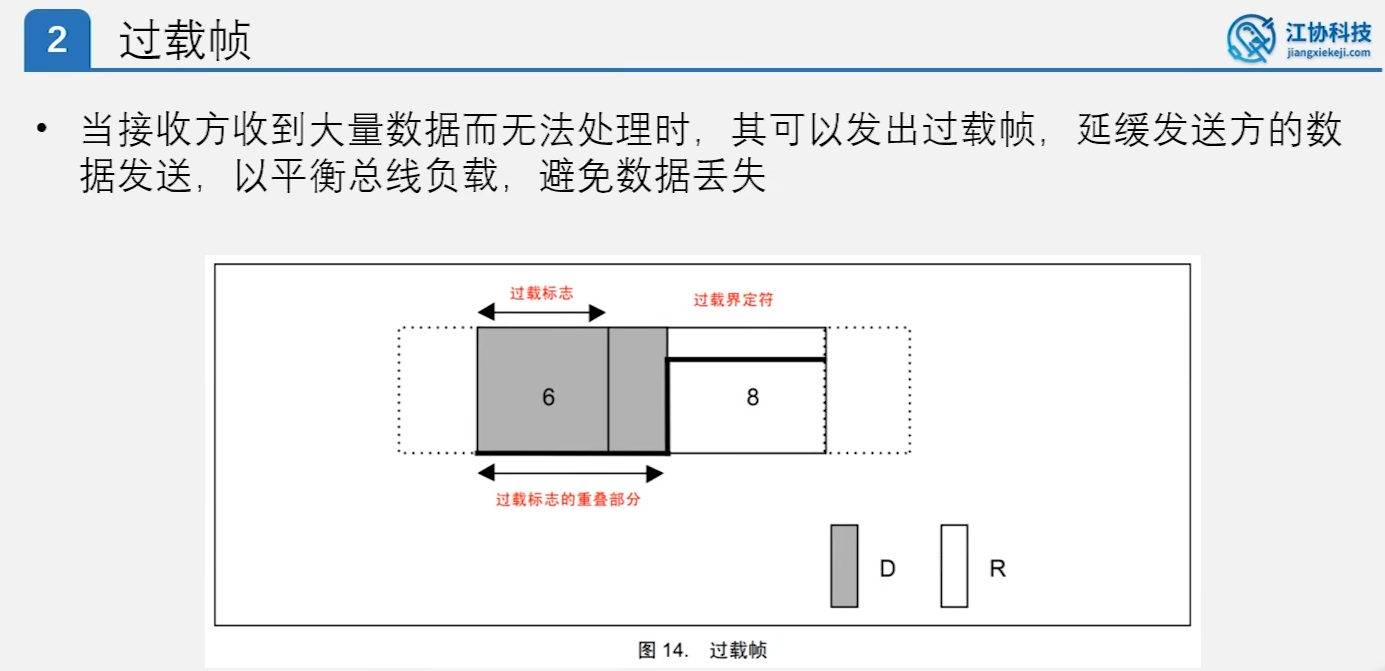 2 过载帧
江协科技
jiangxiekeji.com
• 当接收方收到大量数据而无法处理时，其可以发出过载帧，延缓发送方的数
据发送，以平衡总线负载，避免数据丢失
过载标志
过载界定符
6
8
过载标志的重叠部分
D
R
图 14. 过载帧